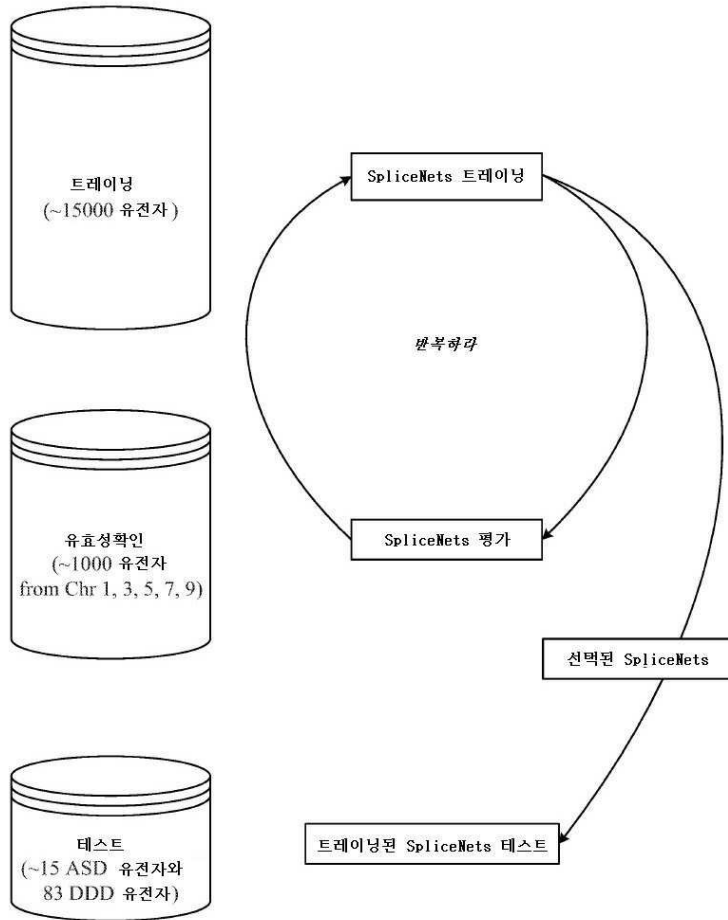 트레이닝
(~15000 유전자 )
SpliceNets 트레이닝
반복하라
유효성확인
(~1000 유전자
from Chr 1, 3, 5, 7, 9)
SpliceNets 평가
선택된 SpliceNets
테스트
(~15 ASD 유전자와
83 DDD 유전자)
트레이닝된 SpliceNets 테스트